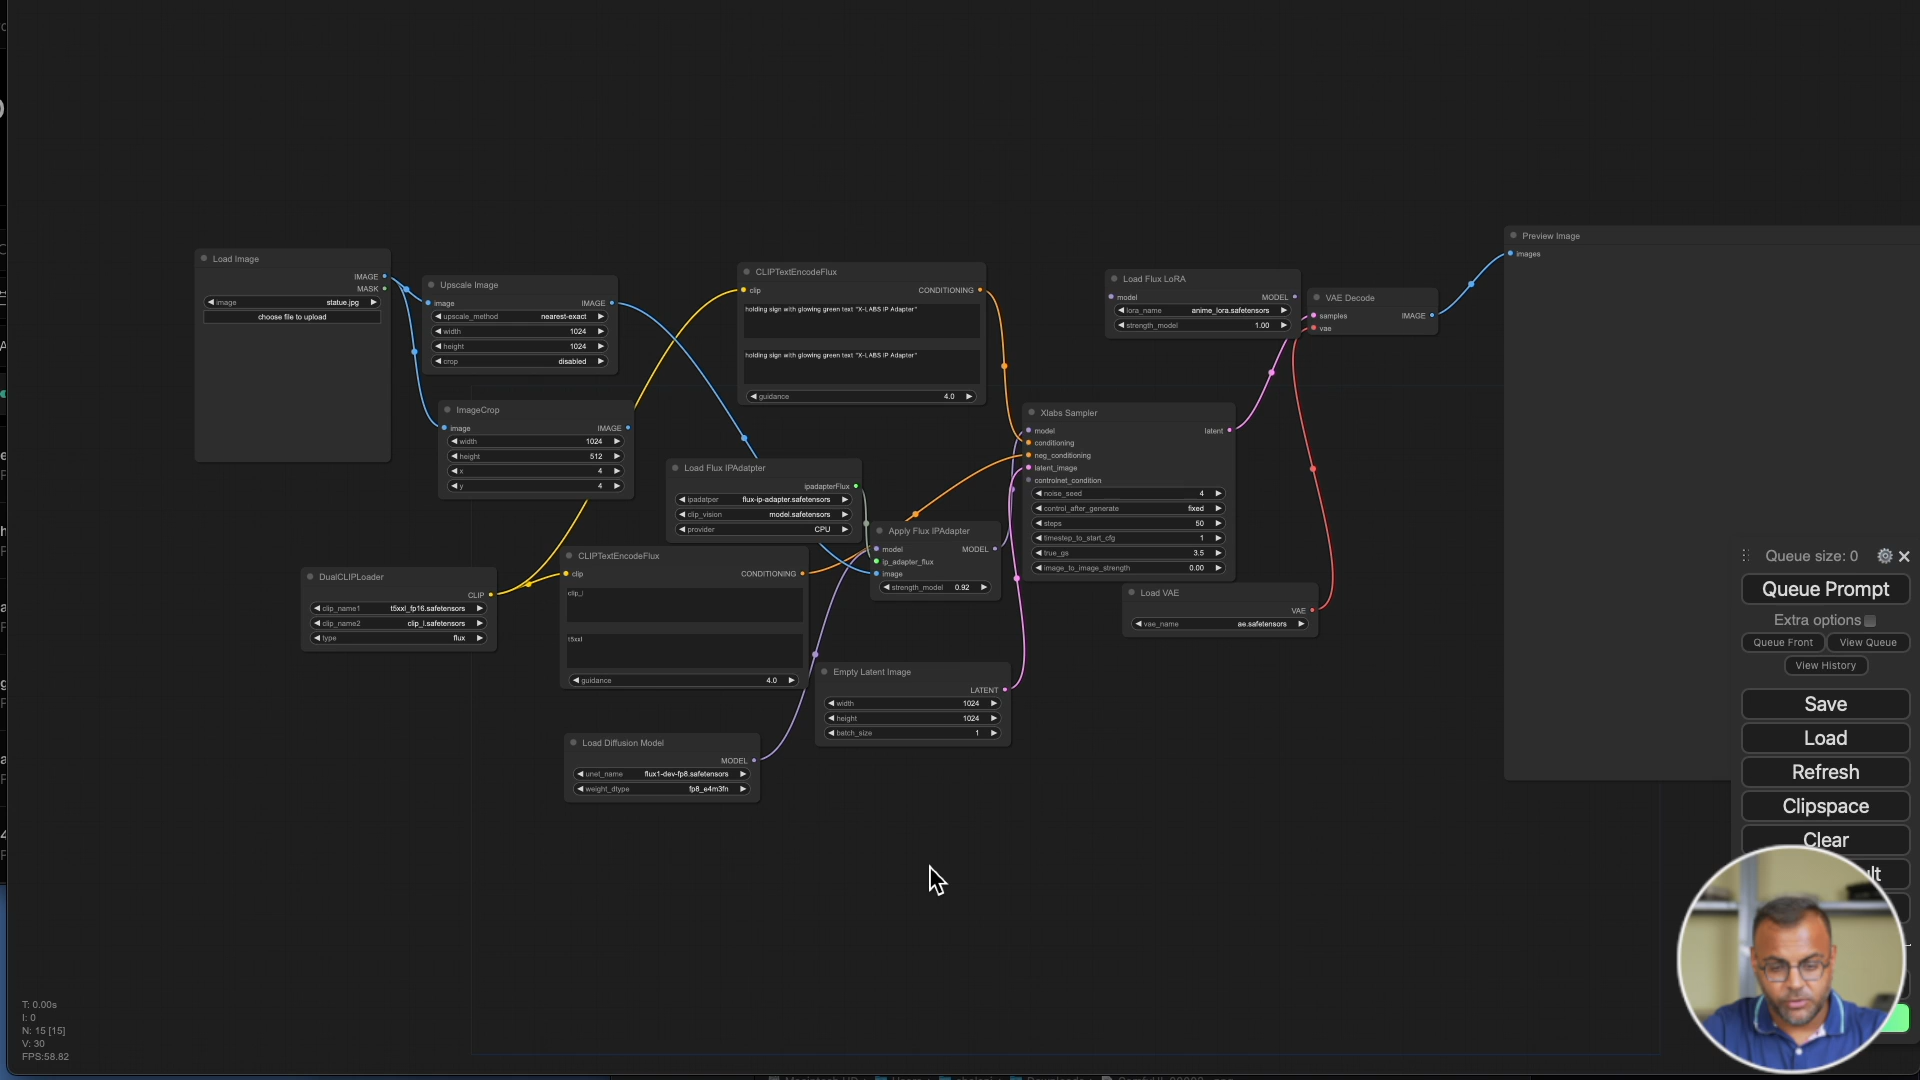 Load Image
IMAGE
MASK
image statue.jpg
choose file to upload
Upscale Image
image IMAGE
upscale_method nearest-exact
width 1024
height 1024
crop disabled
ImageCrop
image IMAGE
width 1024
height 512
x 4
y 4
DualCLIPLoader
CLIP
clip_name1 t5xxl_fp16.safetensors
clip_name2 clip_l.safetensors
type flux
CLIPTextEncodeFlux
clip CONDITIONING
holding sign with glowing green text "X-LABS IP Adapter"
holding sign with glowing green text "X-LABS IP Adapter"
guidance 4.0
Load Flux IPAdatpter
ipadapterFlux
ipadatper flux-ip-adapter.safetensors
clip_vision model.safetensors
provider CPU
CLIPTextEncodeFlux
clip CONDITIONING
clip_l
t5xxl
guidance 4.0
Apply Flux IPAdapter
model MODEL
ip_adapter_flux
image
strength_model 0.92
Load Diffusion Model
MODEL
unet_name flux1-dev-fp8.safetensors
weight_dtype fp8_e4m3fn
Empty Latent Image
LATENT
width 1024
height 1024
batch_size 1
Xlabs Sampler
model latent
conditioning
neg_conditioning
latent_image
controlnet_condition
noise_seed 4
control_after_generate fixed
steps 50
timestep_to_start_cfg 1
true_gs 3.5
image_to_image_strength 0.00
Load Flux LoRA
model MODEL
lora_name anime_lora.safetensors
strength_model 1.00
VAE Decode
samples IMAGE
vae
Load VAE
VAE
vae_name ae.safetensors
Preview Image
images
Queue size: 0
Queue Prompt
Extra options
Queue Front View Queue
View History
Save
Load
Refresh
Clipspace
Clear
T: 0.00s
I: 0
N: 15 [15]
V: 30
FPS:58.82